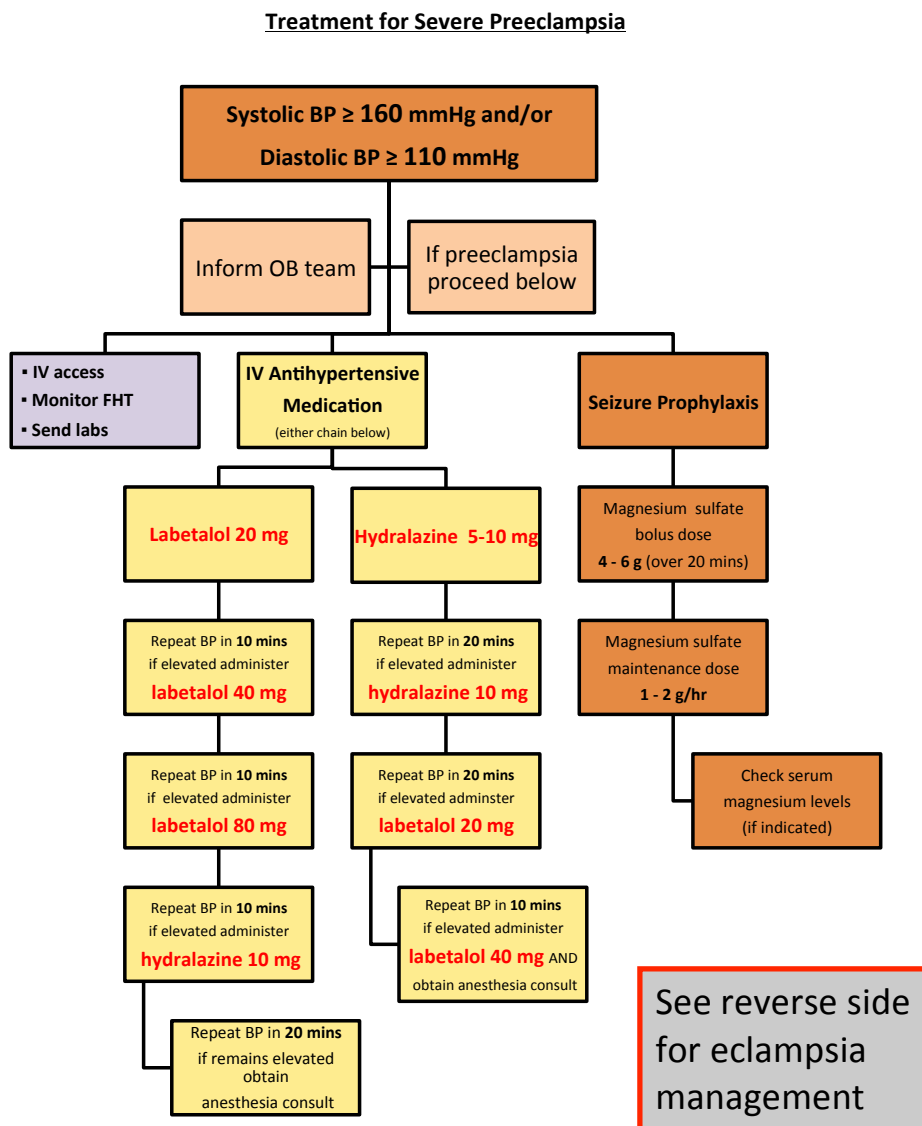 Treatment for Severe Preeclampsia
Systolic BP ≥ 160 mmHg and/or
Diastolic BP ≥ 110 mmHg
Inform OB team
If preeclampsia
proceed below
▪ IV access
▪ Monitor FHT
▪ Send labs
IV Antihypertensive
Medication
(either chain below)
Seizure Prophylaxis
Labetalol 20 mg
Repeat BP in 10 mins
if elevated administer
labetalol 40 mg
Repeat BP in 10 mins
if elevated administer
labetalol 80 mg
Repeat BP in 10 mins
if elevated administer
hydralazine 10 mg
Repeat BP in 20 mins
if remains elevated
obtain
anesthesia consult
Hydralazine 5-10 mg
Repeat BP in 20 mins
if elevated administer
hydralazine 10 mg
Repeat BP in 20 mins
if elevated adminster
labetalol 20 mg
Repeat BP in 10 mins
if elevated administer
labetalol 40 mg AND
obtain anesthesia consult
Magnesium sulfate
bolus dose
4 - 6 g (over 20 mins)
Magnesium sulfate
maintenance dose
1 - 2 g/hr
Check serum
magnesium levels
(if indicated)
See reverse side
for eclampsia
management